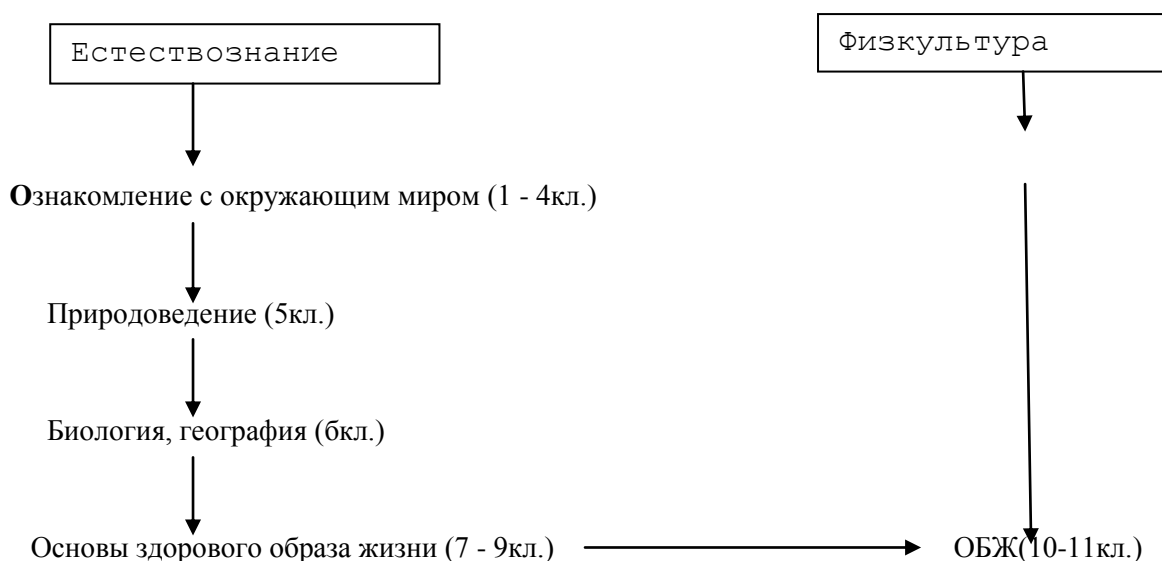 Естествознание
Физкультура
Ознакомление с окружающим миром (1 - 4кл.)
Природоведение (5кл.)
Биология, география (бкл.)
Основы здорового образа жизни (7 - 9кл.)
ОБЖ(10-11кл.)